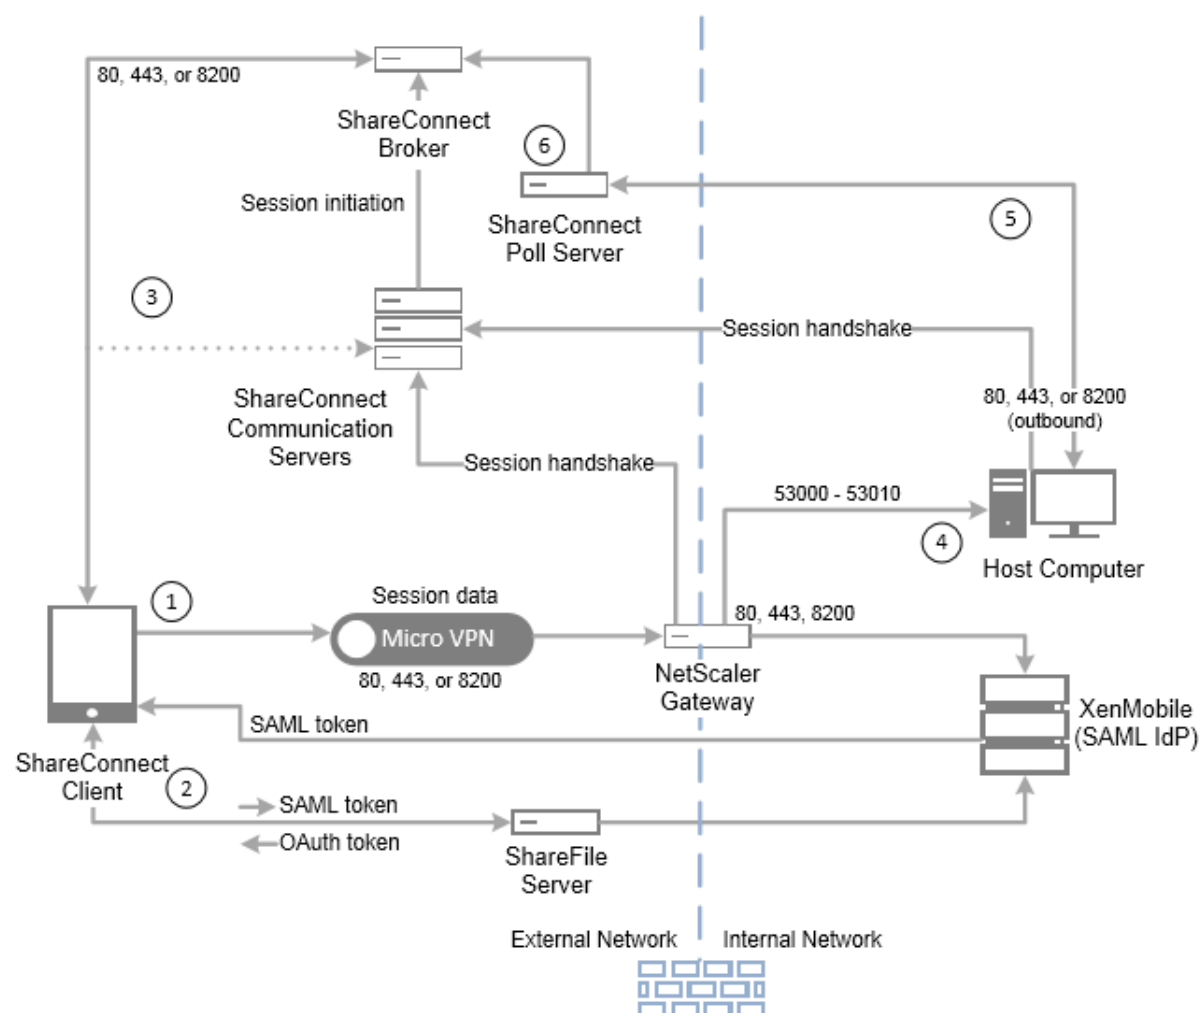 80, 443, or 8200
ShareConnect
Broker
6
Session initiation
ShareConnect
Poll Server
5
3
Session handshake
ShareConnect
Communication
Servers
80, 443, or 8200
(outbound)
Session handshake
53000 - 53010
4
Host Computer
1
Session data
Micro VPN
80, 443, or 8200
80, 443, 8200
NetScaler
Gateway
SAML token
XenMobile
(SAML IdP)
ShareConnect
Client
2
SAML token
OAuth token
ShareFile
Server
External Network
Internal Network